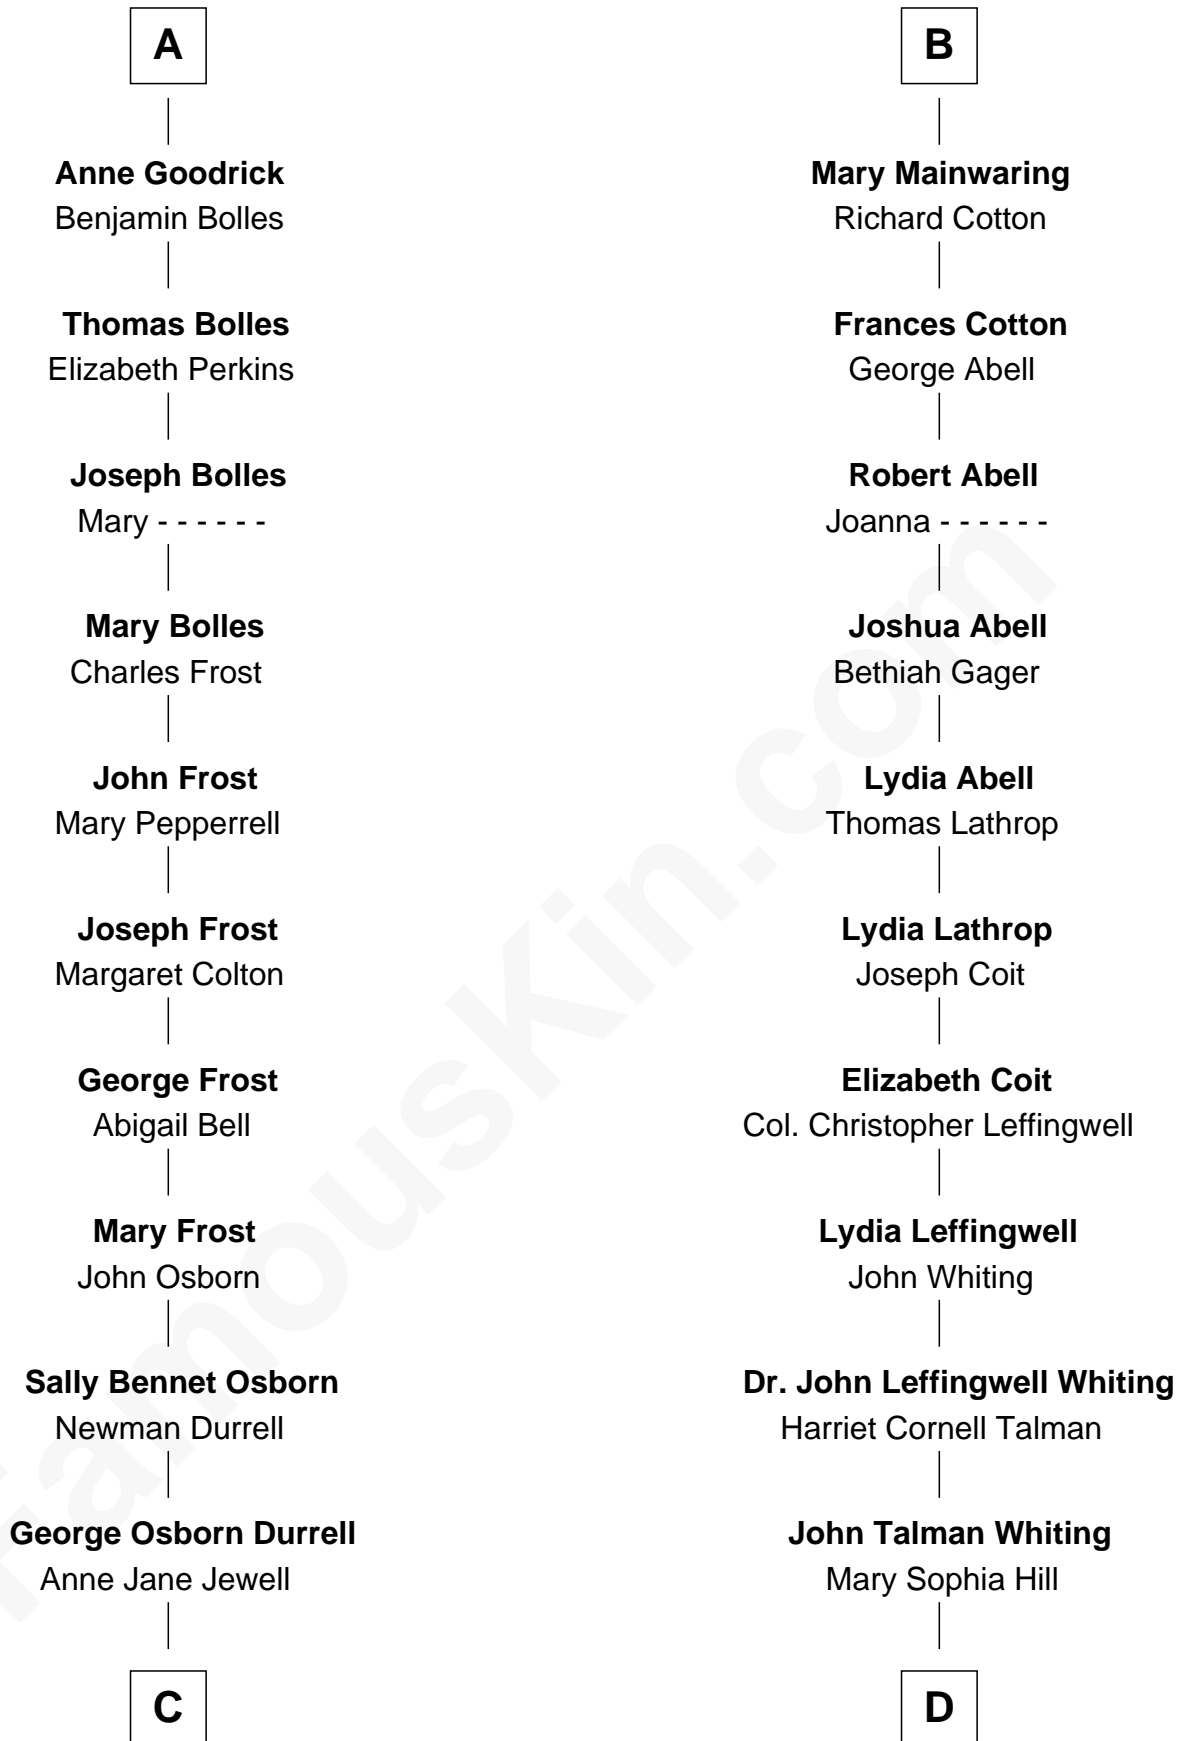 A
Anne Goodrick
Benjamin Bolles
Thomas Bolles
Elizabeth Perkins
Joseph Bolles
Mary - - - - - -
Mary Bolles
Charles Frost
John Frost
Mary Pepperrell
Joseph Frost
Margaret Colton
George Frost
Abigail Bell
Mary Frost
John Osborn
Sally Bennet Osborn
Newman Durrell
George Osborn Durrell
Anne Jane Jewell
C
B
Mary Mainwaring
Richard Cotton
Frances Cotton
George Abell
Robert Abell
Joanna - - - - - -
Joshua Abell
Bethiah Gager
Lydia Abell
Thomas Lathrop
Lydia Lathrop
Joseph Coit
Elizabeth Coit
Col. Christopher Leffingwell
Lydia Leffingwell
John Whiting
Dr. John Leffingwell Whiting
Harriet Cornell Talman
John Talman Whiting
Mary Sophia Hill
D
FamousKin.com